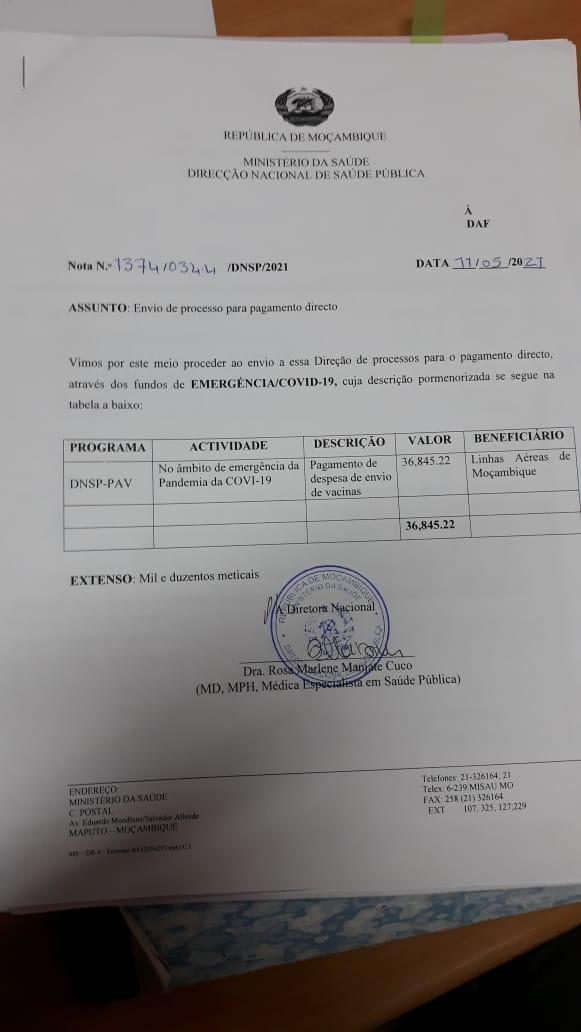 REPÚBLICA DE MOÇAMBIQUE
MINISTÉRIO DA SAÚDE
DIRECÇÃO NACIONAL DE SAÚDE PÚBLICA
À
DAF
Nota N.º 1374/034.4 /DNSP/2021
DATA 11/05/2021
ASSUNTO: Envio de processo para pagamento directo
Vimos por este meio proceder ao envio a essa Direção de processos para o pagamento directo,
através dos fundos de EMERGÊNCIA/COVID-19, cuja descrição pormenorizada se segue na
tabela a baixo:
PROGRAMA ACTIVIDADE DESCRIÇÃO VALOR BENEFICIÁRIO
DNSP-PAV
No âmbito de emergência da
Pandemia da COVI-19
Pagamento de
despesa de envio
de vacinas
36,845.22
Linhas Aéreas de
Moçambique
36,845.22
EXTENSO: Mil e duzentos meticais
REPÚBLICA DE MOÇAMBIQUE
MINISTÉRIO DA SAÚDE
A Diretora Nacional
Dra. Rosa Marlene Manjate Cuco
(MD, MPH, Médica Especialista em Saúde Pública)
ENDEREÇO:
MINISTÉRIO DA SAÚDE
C. POSTAL
Av. Eduardo Mondlane/Salvador Allende
MAPUTO – MOÇAMBIQUE
Telefones: 21-326164, 21
Telex: 6-239 MISAU MO
FAX: 258 (21) 326164
EXT 107, 325, 127;229